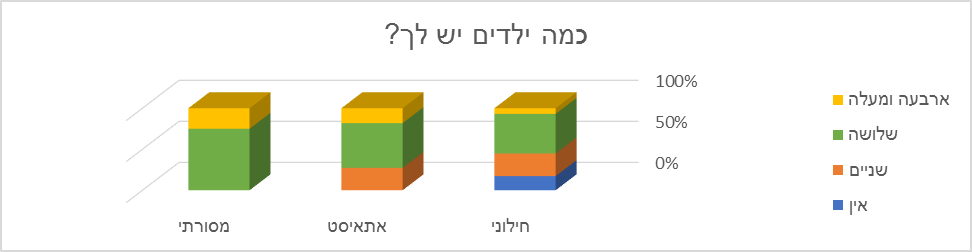 כמה ילדים יש לך?
100%
50%
0%
חילוני
אתאיסט
מסורתי
ארבעה ומעלה
שלושה
שניים
אין